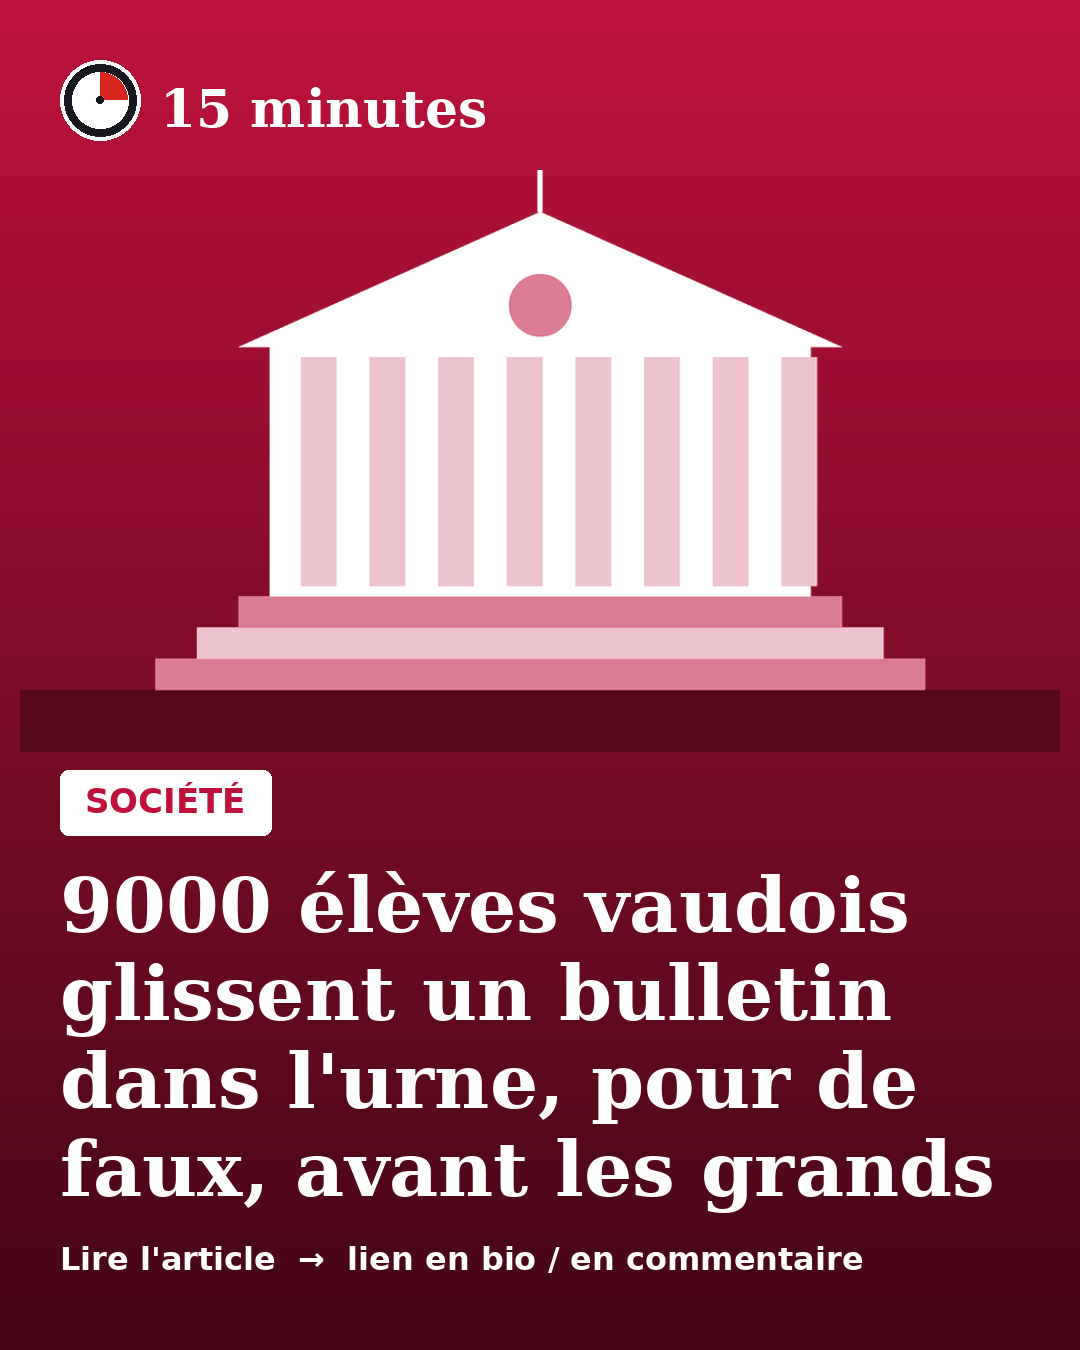 15 minutes
SOCIÉTÉ
9000 élèves vaudois
glissent un bulletin
dans l'urne, pour de
faux, avant les grands
Lire l'article → lien en bio / en commentaire